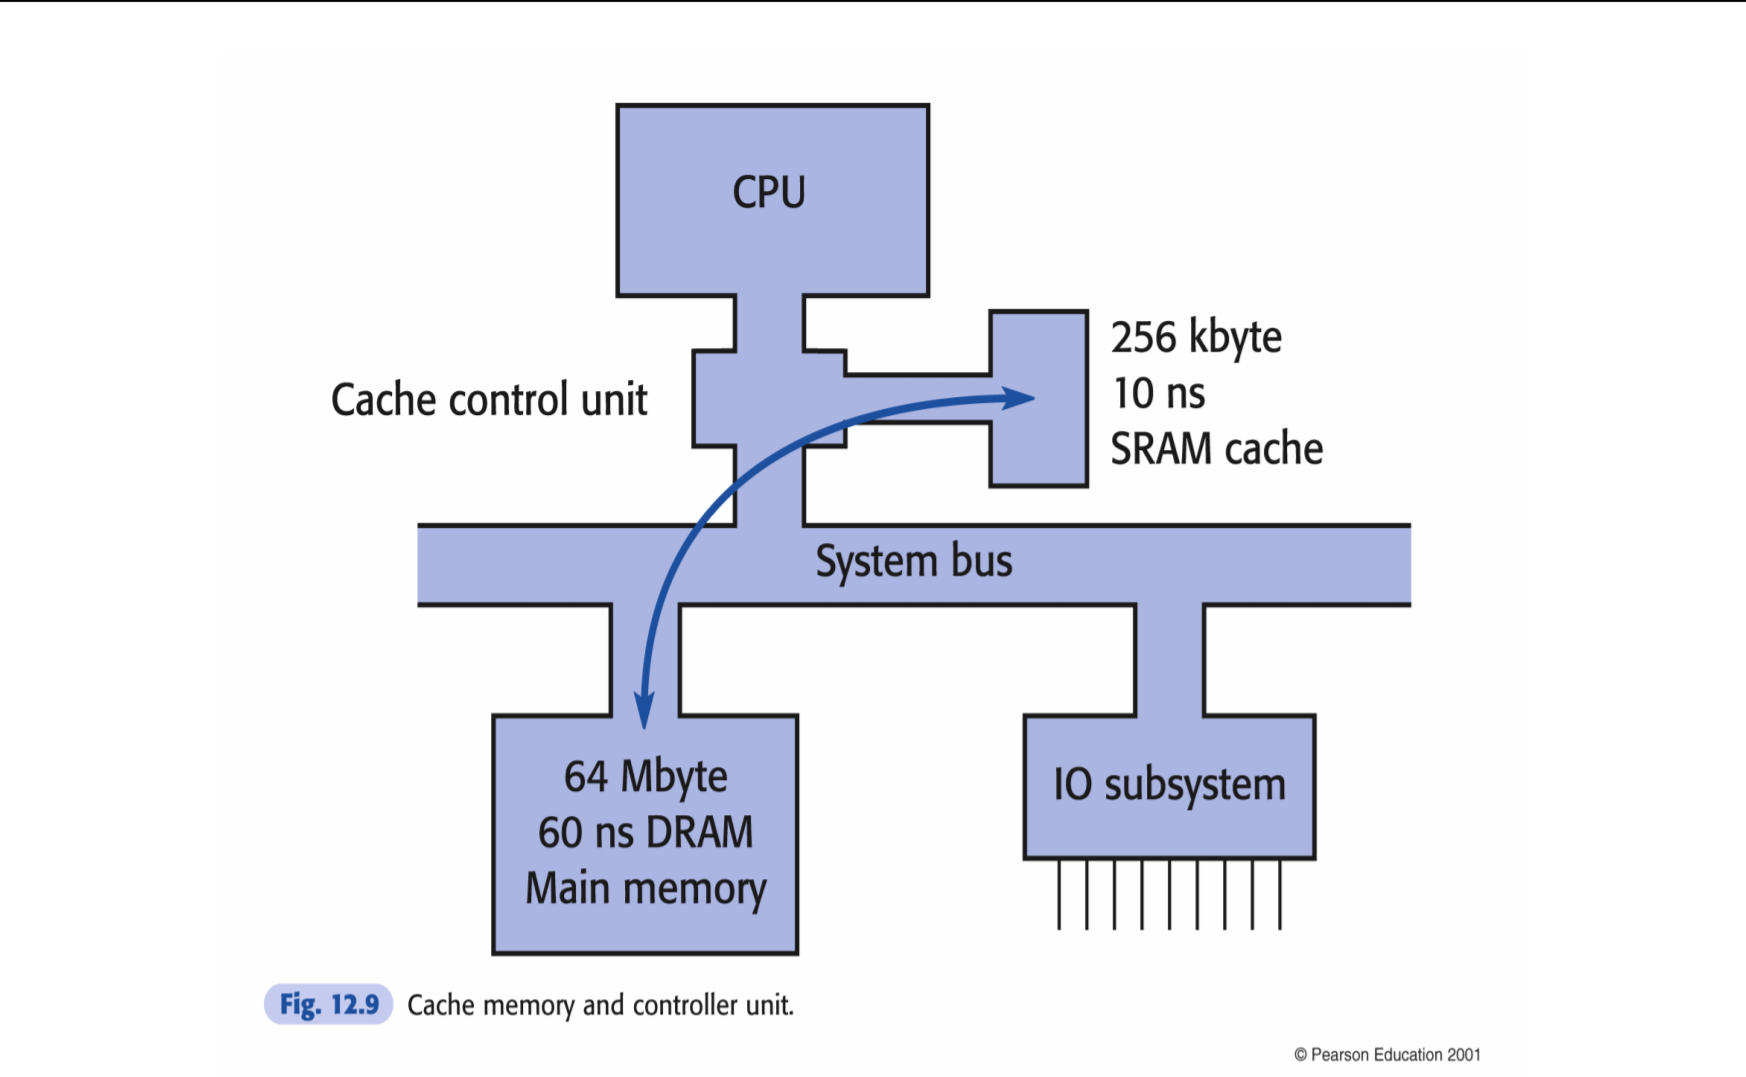 CPU
Cache control unit
256 kbyte
10 ns
SRAM cache
System bus
64 Mbyte
60 ns DRAM
Main memory
IO subsystem
Fig. 12.9 Cache memory and controller unit.
© Pearson Education 2001